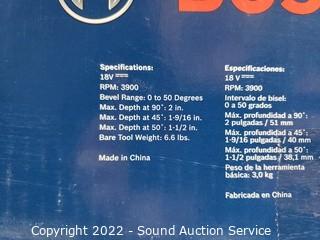 BOS
Specifications:
18V
RPM: 3900
Bevel Range: 0 to 50 Degrees
Max. Depth at 90°: 2 in.
Max. Depth at 45°: 1-9/16 in.
Max. Depth at 50°: 1-1/2 in.
Bare Tool Weight: 6.6 lbs.
Made in China
Especificaciones:
18 V
RPM: 3900
Intervalo de bisel:
0 a 50 grados
Máx. profundidad a 90°:
2 pulgadas / 51 mm
Máx. profundidad a 45°:
1-9/16 pulgadas / 40 mm
Máx. profundidad a 50°:
1-1/2 pulgadas / 38,1 mm
Peso de la herramienta
básica: 3,0 kg
Fabricada en China
Copyright 2022 - Sound Auction Service